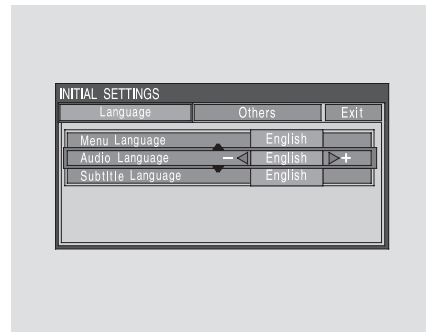 INITIAL SETTINGS
Language Others Exit
Menu Language English
Audio Language – English +
Subtitle Language English